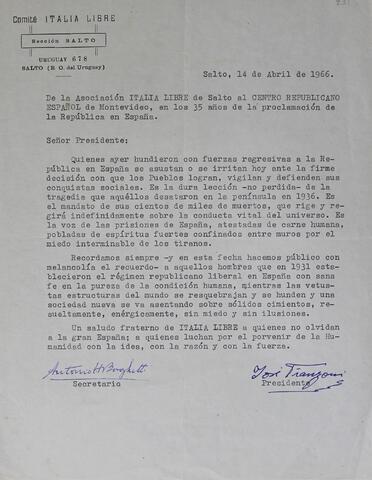 Comité ITALIA LIBRE
Sección SALTO
URUGUAY 678
SALTO (R. O. del Uruguay)
Salto, 14 de Abril de 1966.
De la Asociación ITALIA LIBRE de Salto al CENTRO REPUBLICANO
ESPAÑOL de Montevideo, en los 35 años de la proclamación de
la República en España.
Señor Presidente:
Quienes ayer hundieron con fuerzas regresivas a la Re-
pública en España se asustan o se irritan hoy ante la firme
decisión con que los Pueblos logran, vigilan y defienden sus
conquistas sociales. Es la dura lección -no perdida- de la
tragedia que aquéllos desataron en la península en 1936. Es
el mandato de sus cientos de miles de muertos, que rige y re-
girá indefinidamente sobre la conducta vital del universo. Es
la voz de las prisiones de España, atestadas de carne humana,
pobladas de espíritus fuertes confinados entre muros por el
miedo interminable de los tiranos.
Recordamos siempre -y en esta fecha hacemos público con
melancolía el recuerdo- a aquellos hombres que en 1931 esta-
blecieron el régimen republicano liberal en España con sana
fe en la pureza de la condición humana, mientras las vetus-
tas estructuras del mundo se resquebrajan y se hunden y una
sociedad nueva se va asentando sobre sólidos cimientos, re-
sueltamente, enérgicamente, sin miedo y sin ilusiones.
Un saludo fraterno de ITALIA LIBRE a quienes no olvidan
a la gran España; a quienes luchan por el porvenir de la Hu-
manidad con la idea, con la razón y con la fuerza.
José Franzoni
Secretario
Presidente